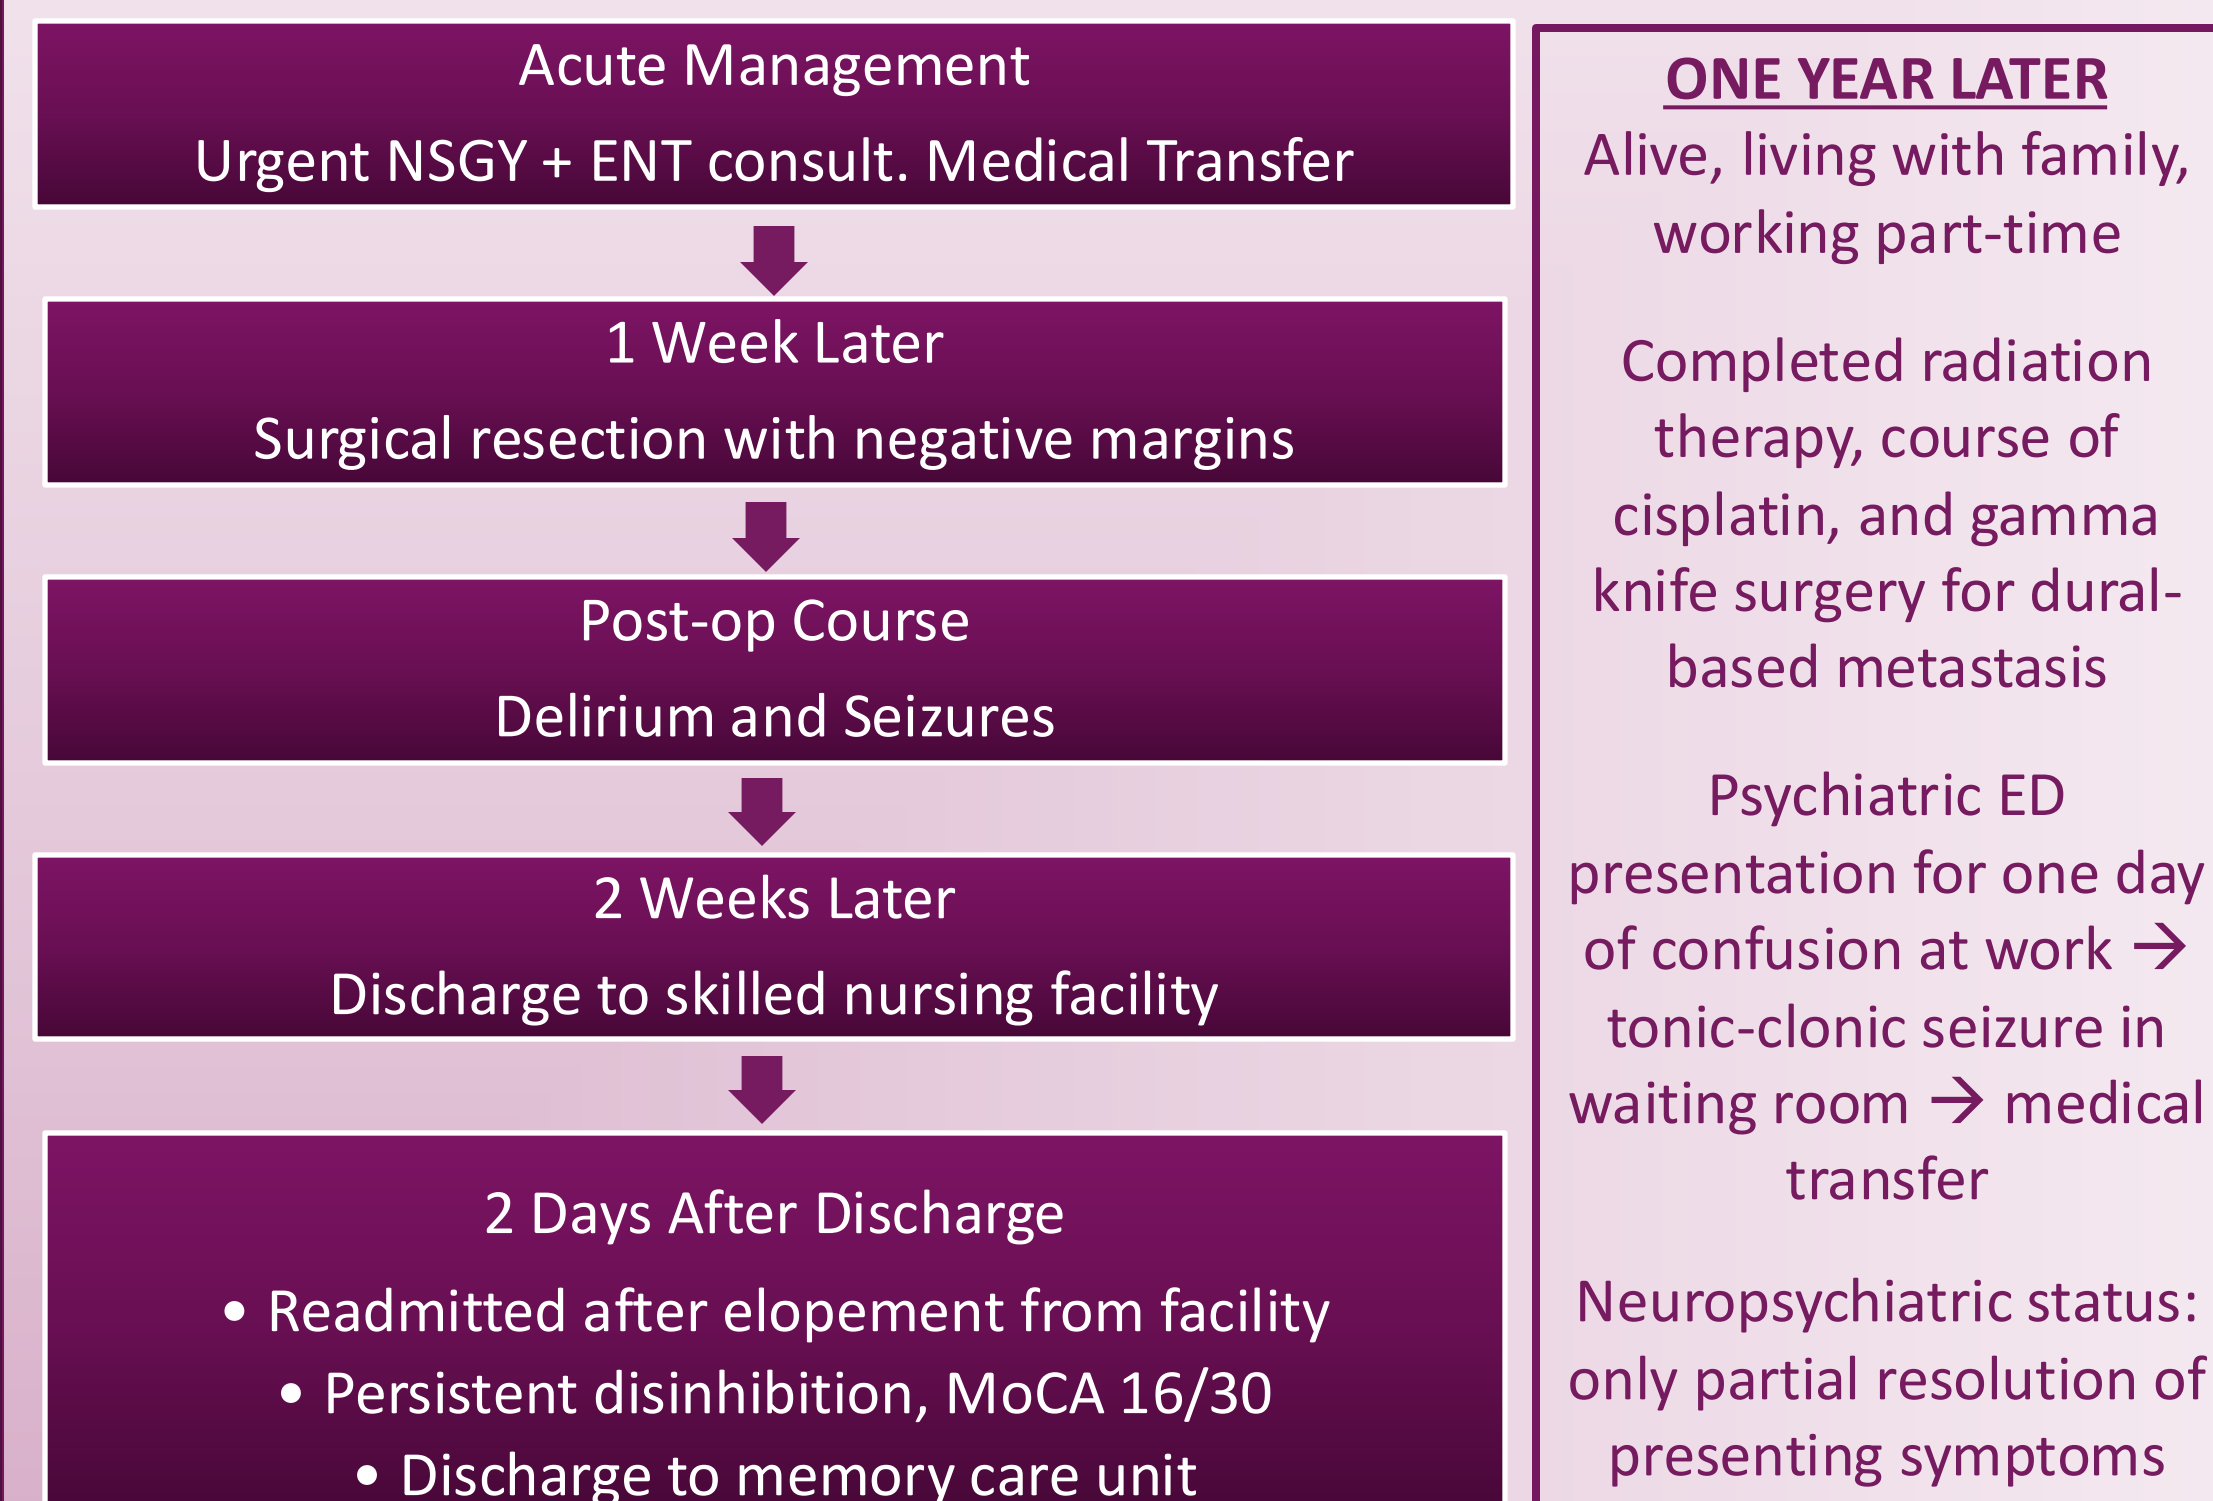 Acute Management
Urgent NSGY + ENT consult. Medical Transfer
1 Week Later
Surgical resection with negative margins
Post-op Course
Delirium and Seizures
2 Weeks Later
Discharge to skilled nursing facility
2 Days After Discharge
• Readmitted after elopement from facility
• Persistent disinhibition, MoCA 16/30
• Discharge to memory care unit
ONE YEAR LATER
Alive, living with family,
working part-time
Completed radiation
therapy, course of
cisplatin, and gamma
knife surgery for dural-
based metastasis
Psychiatric ED
presentation for one day
of confusion at work →
tonic-clonic seizure in
waiting room → medical
transfer
Neuropsychiatric status:
only partial resolution of
presenting symptoms